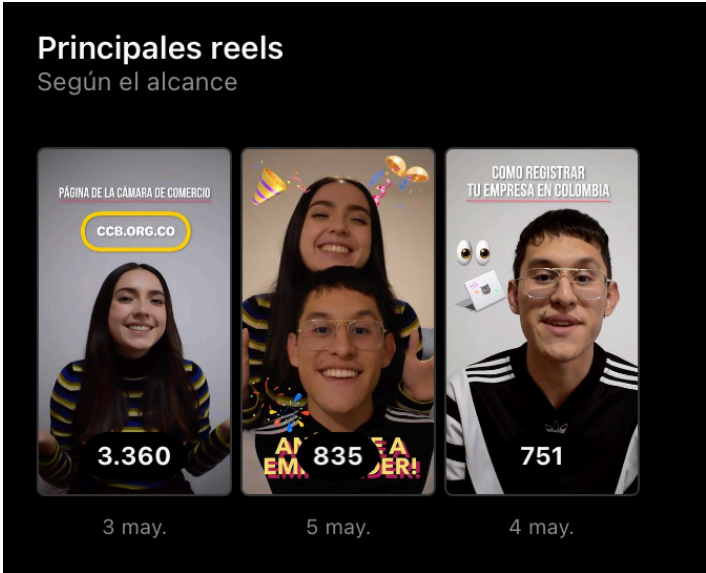 Principales reels
Según el alcance
PÁGINA DE LA CÁMARA DE COMERCIO
CCB.ORG.CO
3.360
3 may.
835
5 may.
COMO REGISTRAR
TU EMPRESA EN COLOMBIA
751
4 may.